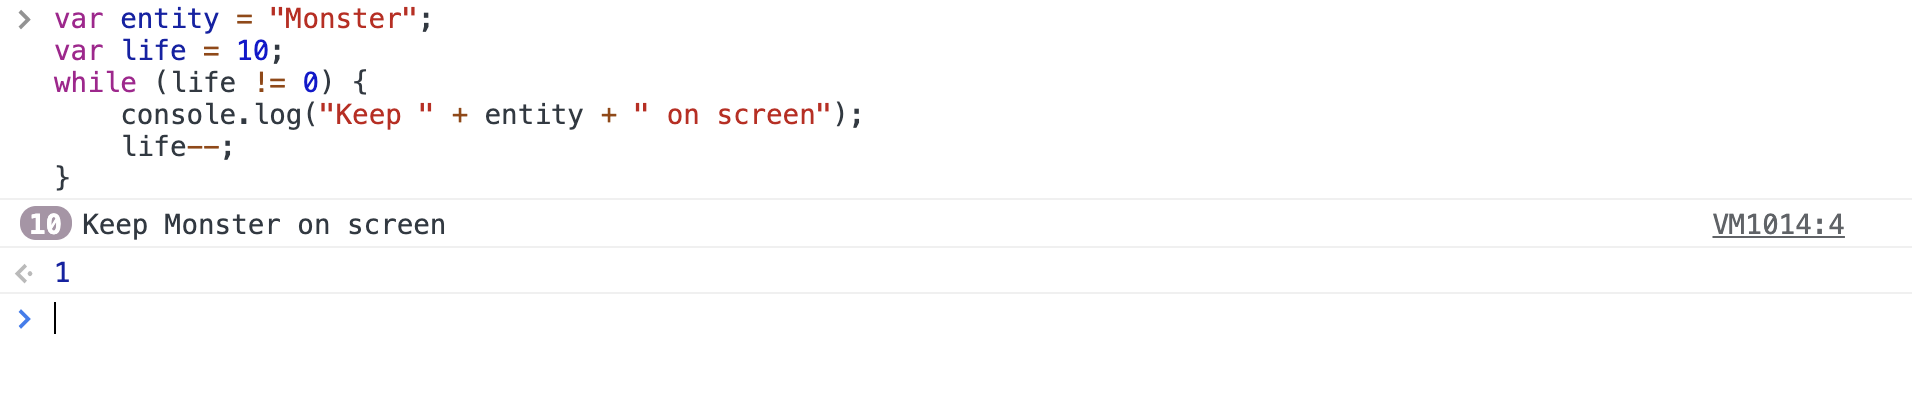 > var entity = "Monster";
var life = 10;
while (life != 0) {
    console.log("Keep " + entity + " on screen");
    life--;
}
10 Keep Monster on screen VM1014:4
1
>